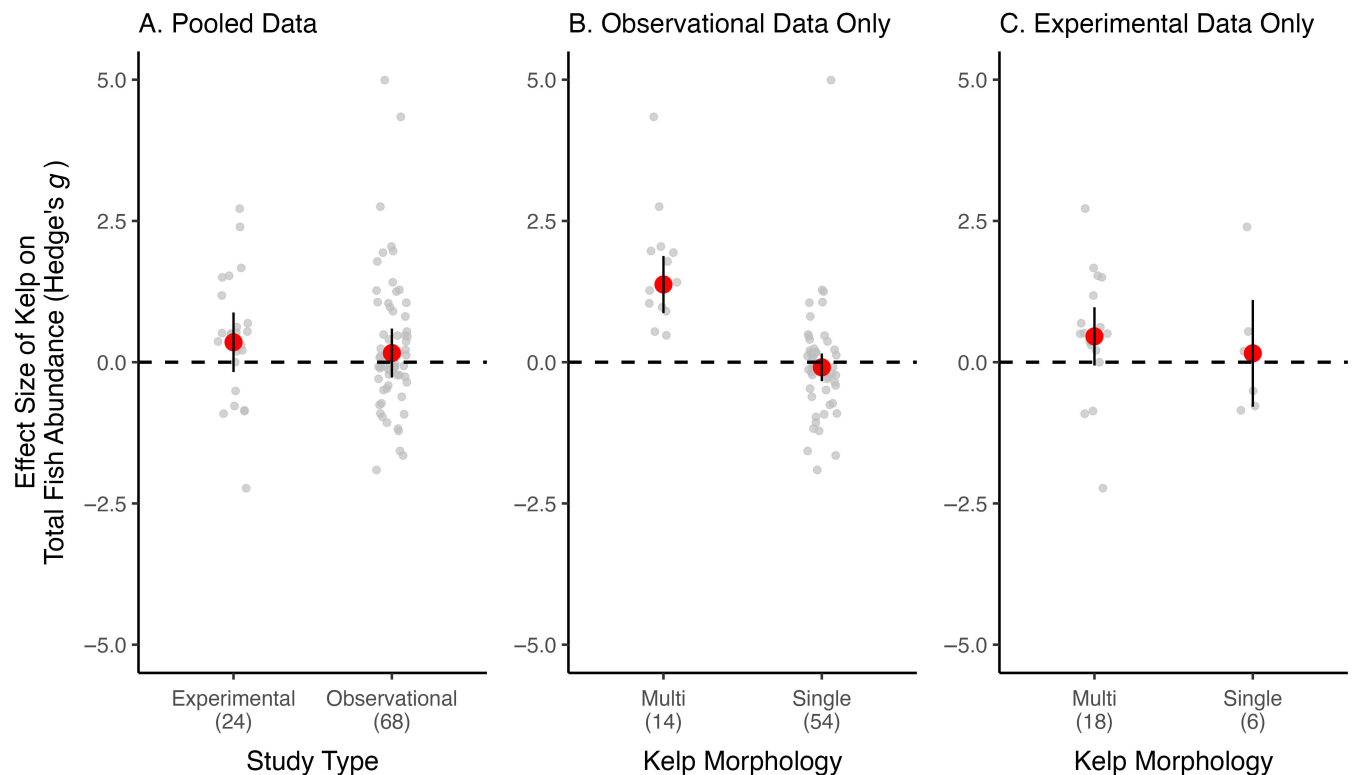 A. Pooled Data
B. Observational Data Only
C. Experimental Data Only
Effect Size of Kelp on
Total Fish Abundance (Hedge's g )
5.0
2.5
0.0
−2.5
−5.0
Experimental
(24)
Observational
(68)
Study Type
5.0
2.5
0.0
−2.5
−5.0
Multi
(14)
Single
(54)
Kelp Morphology
5.0
2.5
0.0
−2.5
−5.0
Multi
(18)
Single
(6)
Kelp Morphology